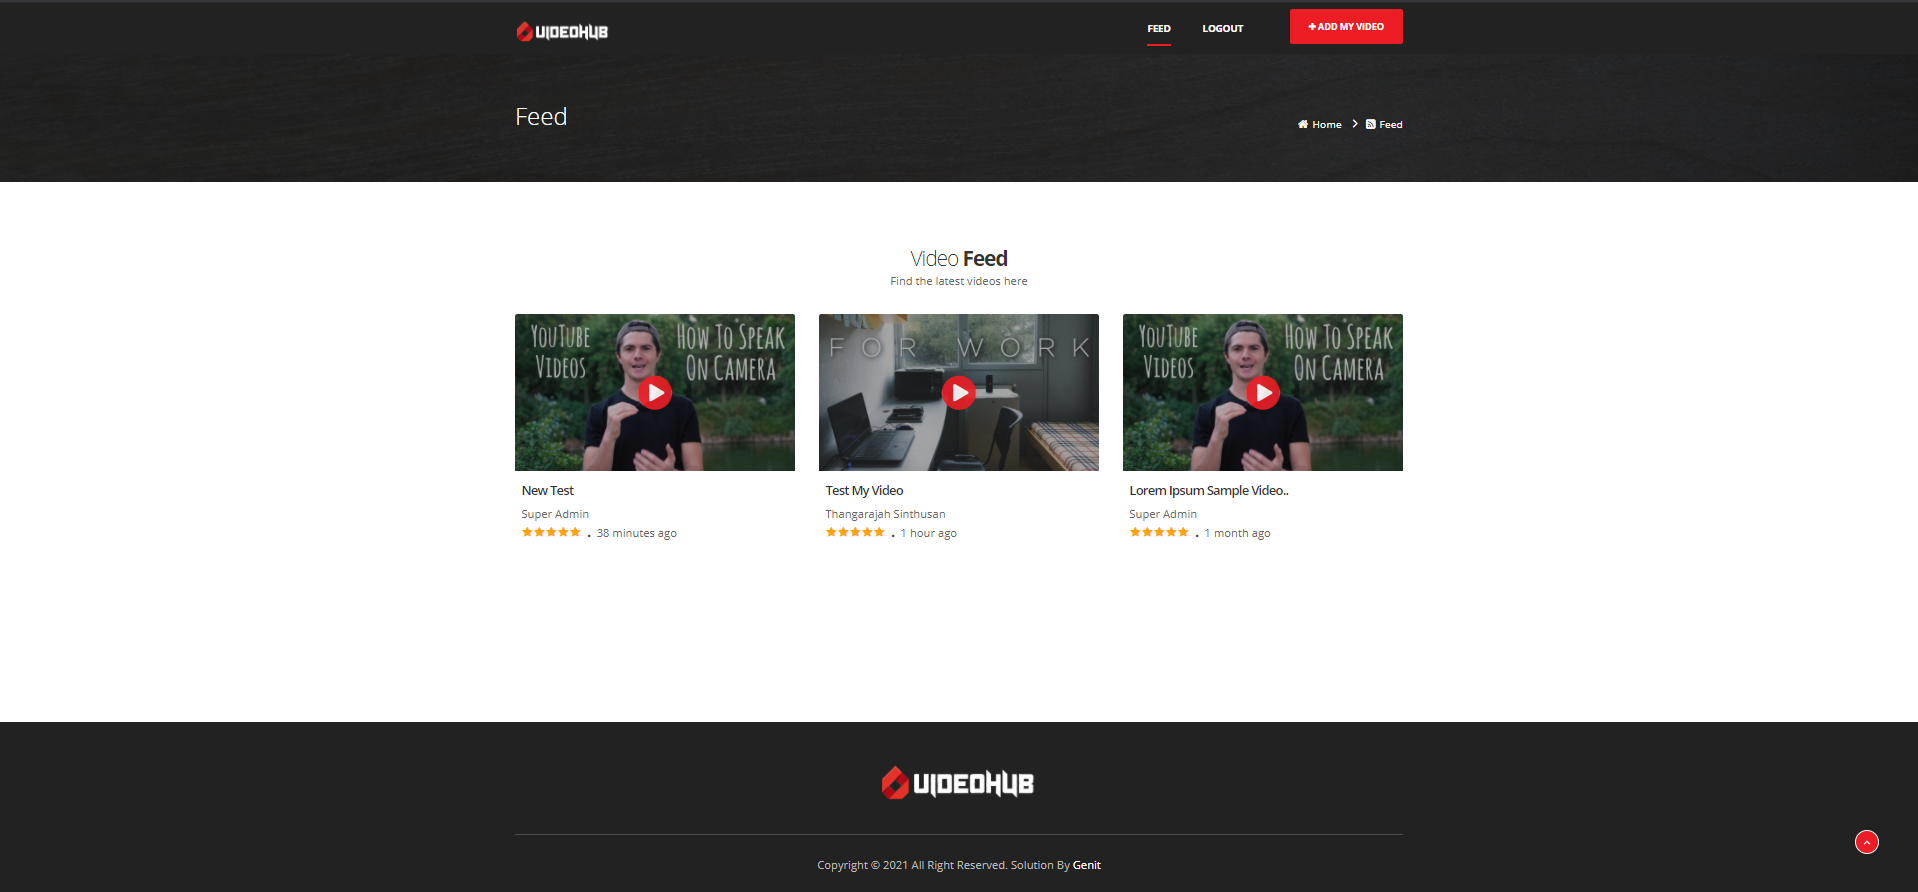 VIDEOHUB
FEED
LOGOUT
ADD MY VIDEO
Feed
Home
Feed
Video Feed
Find the latest videos here
YouTube Videos
How To Speak On Camera
New Test
Super Admin
. 38 minutes ago
FOR WORK
Test My Video
Thangarajah Sinthusan
. 1 hour ago
YouTube Videos
How To Speak On Camera
Lorem Ipsum Sample Video..
Super Admin
. 1 month ago
VIDEOHUB
Copyright © 2021 All Right Reserved. Solution By Genit